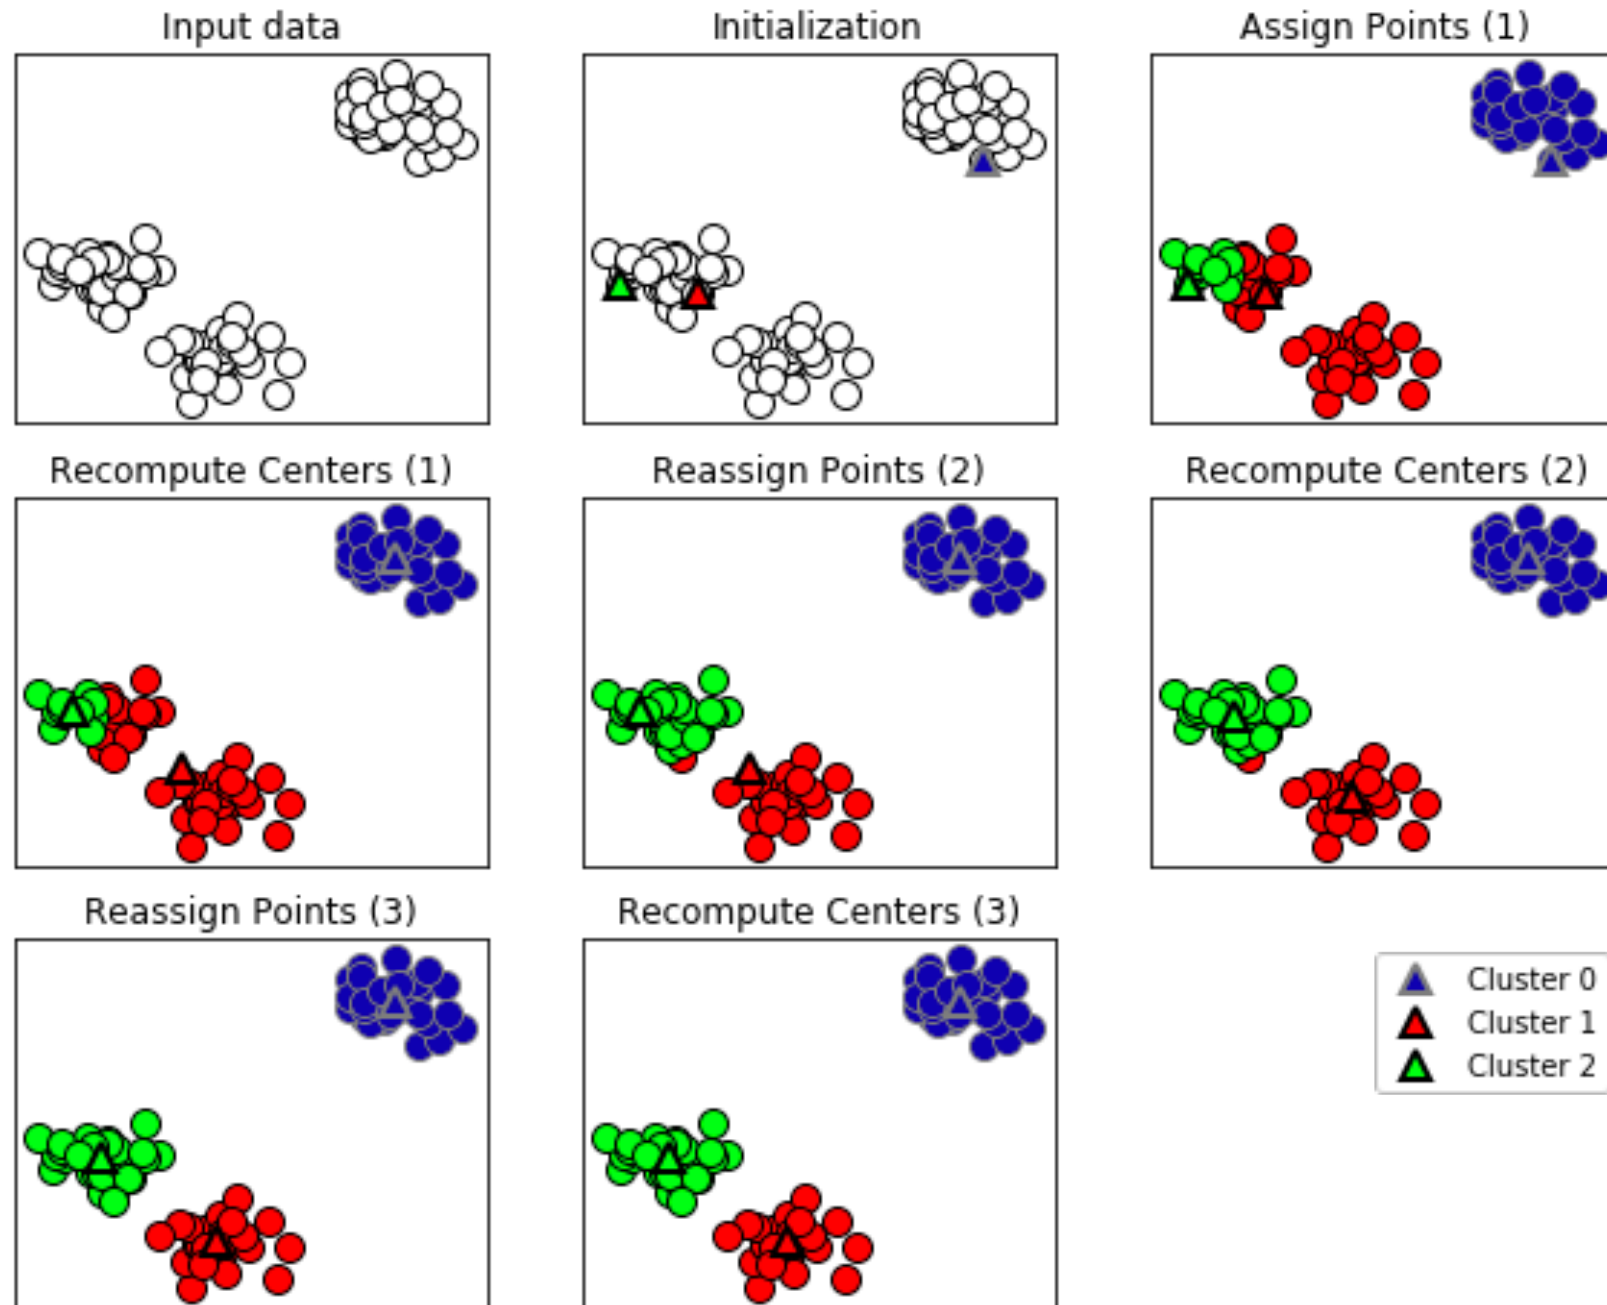 Input data
Initialization
Assign Points (1)
Recompute Centers (1)
Reassign Points (2)
Recompute Centers (2)
Reassign Points (3)
Recompute Centers (3)
Cluster 0
Cluster 1
Cluster 2